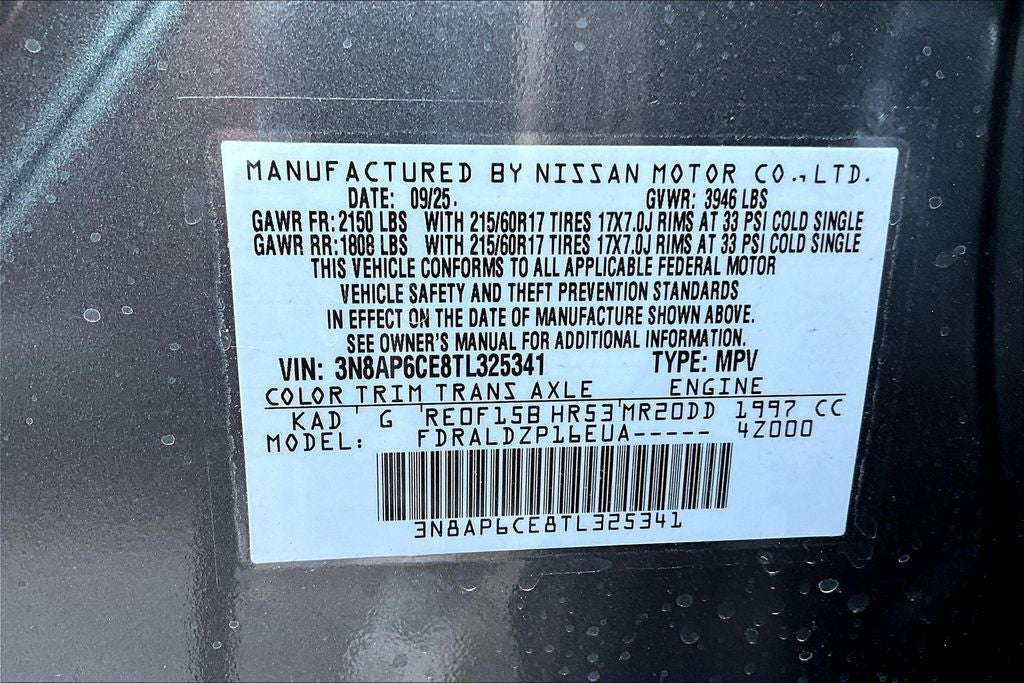 MANUFACTURED BY NISSAN MOTOR CO.,LTD.
DATE: 09/25. GVWR: 3946 LBS
GAWR FR: 2150 LBS WITH 215/60R17 TIRES 17X7.0J RIMS AT 33 PSI COLD SINGLE
GAWR RR: 1808 LBS WITH 215/60R17 TIRES 17X7.0J RIMS AT 33 PSI COLD SINGLE
THIS VEHICLE CONFORMS TO ALL APPLICABLE FEDERAL MOTOR
VEHICLE SAFETY AND THEFT PREVENTION STANDARDS
IN EFFECT ON THE DATE OF MANUFACTURE SHOWN ABOVE.
SEE OWNER'S MANUAL FOR ADDITIONAL INFORMATION.
VIN: 3N8AP6CE8TL325341 TYPE: MPV
COLOR TRIM TRANS AXLE ENGINE
KAD ' G 'RE0F15B HR53'MR20DD 1997 CC
MODEL: FDRALDZP16EUA----- 4Z000
3N8AP6CE8TL325341